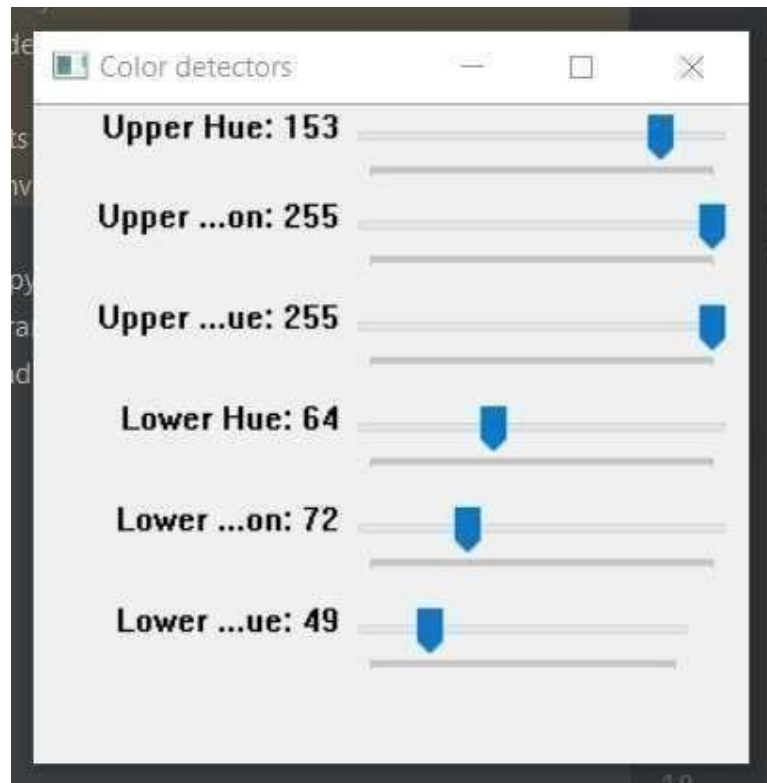 Color detectors
Upper Hue: 153
Upper ...on: 255
Upper ...ue: 255
Lower Hue: 64
Lower ...on: 72
Lower ...ue: 49